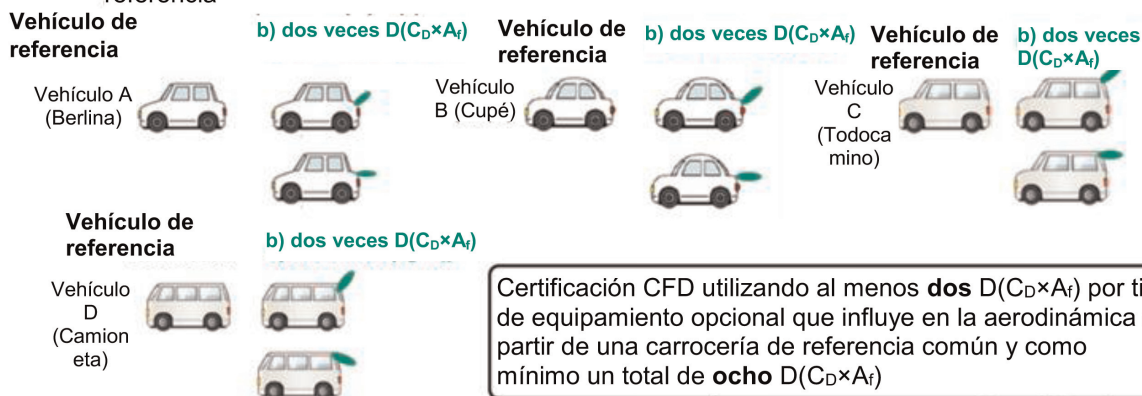 referencia
Vehículo de
referencia
b) dos veces D(CD×Af)
Vehículo A
(Berlina)
Vehículo de
referencia
b) dos veces D(CD×Af)
Vehículo
B (Cupé)
Vehículo de
referencia
b) dos veces
D(CD×Af)
Vehículo
C
(Todoca
mino)
Vehículo de
referencia
b) dos veces D(CD×Af)
Vehículo
D
(Camion
eta)
Certificación CFD utilizando al menos dos D(CD×Af) por ti
de equipamiento opcional que influye en la aerodinámica
partir de una carrocería de referencia común y como
mínimo un total de ocho D(CD×Af)